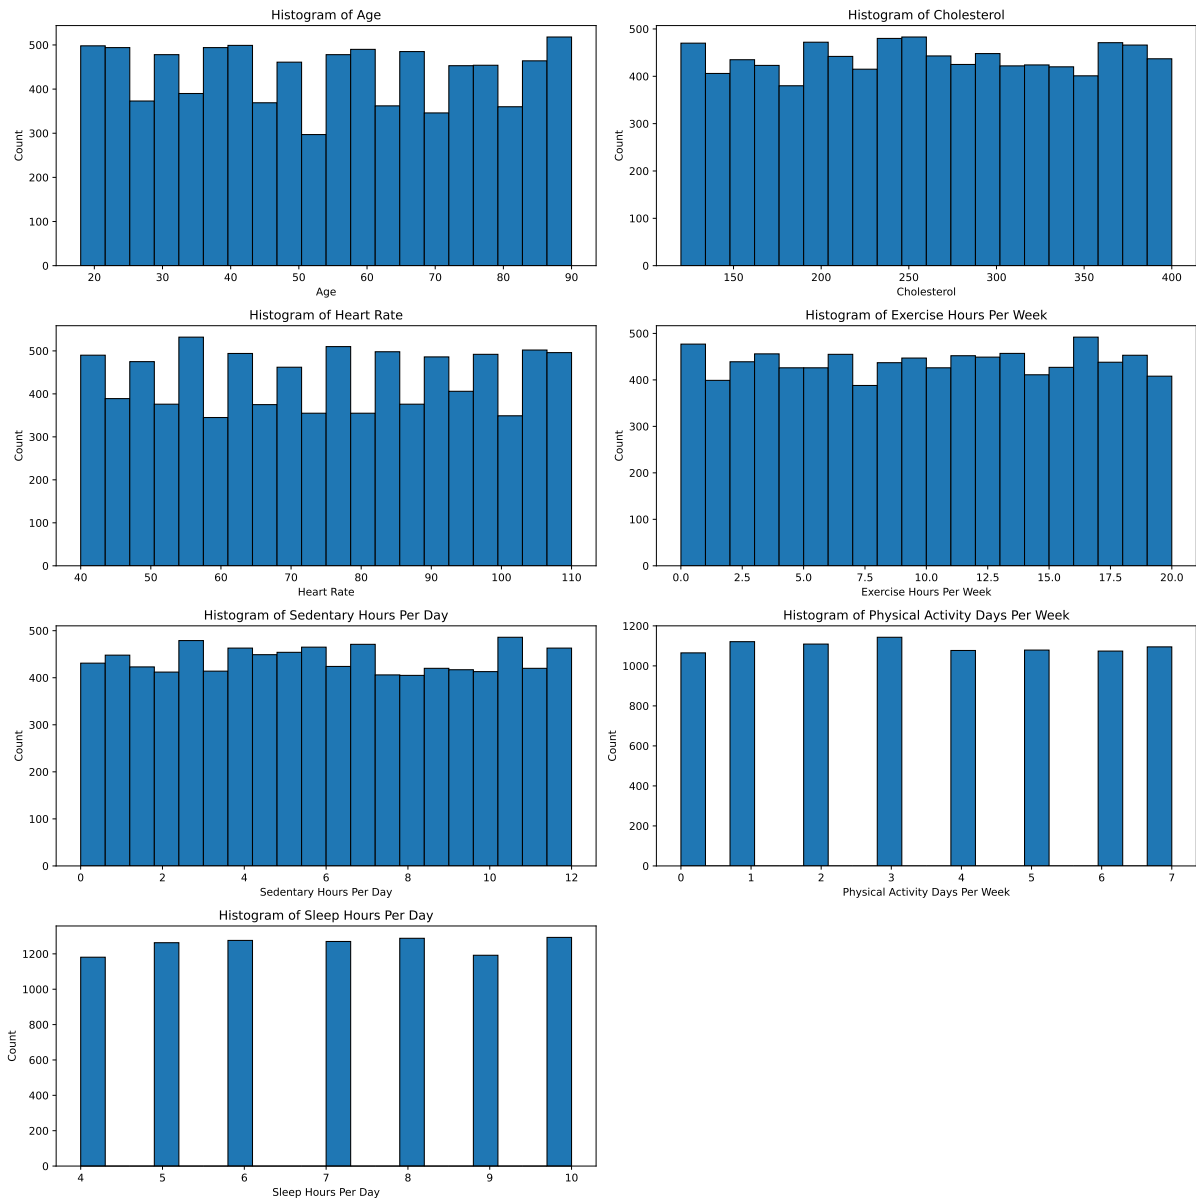 Histogram of Age
500
400
300
200
100
0
Count
20 30 40 50 60 70 80 90
Age
Histogram of Cholesterol
500
400
300
200
100
0
Count
150 200 250 300 350 400
Cholesterol
Histogram of Heart Rate
500
400
300
200
100
0
Count
40 50 60 70 80 90 100 110
Heart Rate
Histogram of Exercise Hours Per Week
500
400
300
200
100
0
Count
0.0 2.5 5.0 7.5 10.0 12.5 15.0 17.5 20.0
Exercise Hours Per Week
Histogram of Sedentary Hours Per Day
500
400
300
200
100
0
Count
0 2 4 6 8 10 12
Sedentary Hours Per Day
Histogram of Physical Activity Days Per Week
1200
1000
800
600
400
200
0
Count
0 1 2 3 4 5 6 7
Physical Activity Days Per Week
Histogram of Sleep Hours Per Day
1200
1000
800
600
400
200
0
Count
4 5 6 7 8 9 10
Sleep Hours Per Day